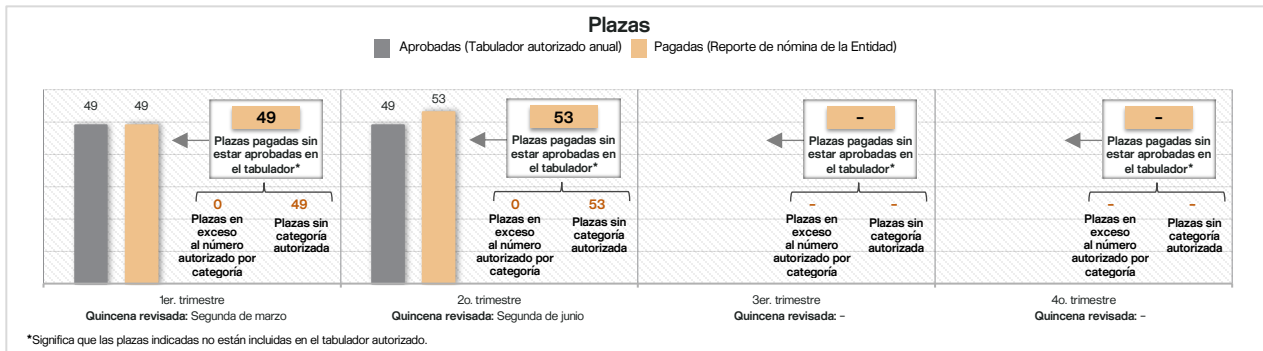 Plazas
Aprobadas (Tabulador autorizado anual)
Pagadas (Reporte de nómina de la Entidad)
49
49
49
Plazas pagadas sin
estar aprobadas en
el tabulador*
0
49
Plazas en
exceso
al número
autorizado por
categoría
Plazas sin
categoría
autorizada
1er. trimestre
Quincena revisada: Segunda de marzo
49
53
53
Plazas pagadas sin
estar aprobadas en
el tabulador*
0
53
Plazas en
exceso
al número
autorizado por
categoría
Plazas sin
categoría
autorizada
2o. trimestre
Quincena revisada: Segunda de junio
-
Plazas pagadas sin
estar aprobadas en
el tabulador*
-
-
Plazas en
exceso
al número
autorizado por
categoría
Plazas sin
categoría
autorizada
3er. trimestre
Quincena revisada: -
-
Plazas pagadas sin
estar aprobadas en
el tabulador*
-
-
Plazas en
exceso
al número
autorizado por
categoría
Plazas sin
categoría
autorizada
4o. trimestre
Quincena revisada: -
*Significa que las plazas indicadas no están incluidas en el tabulador autorizado.